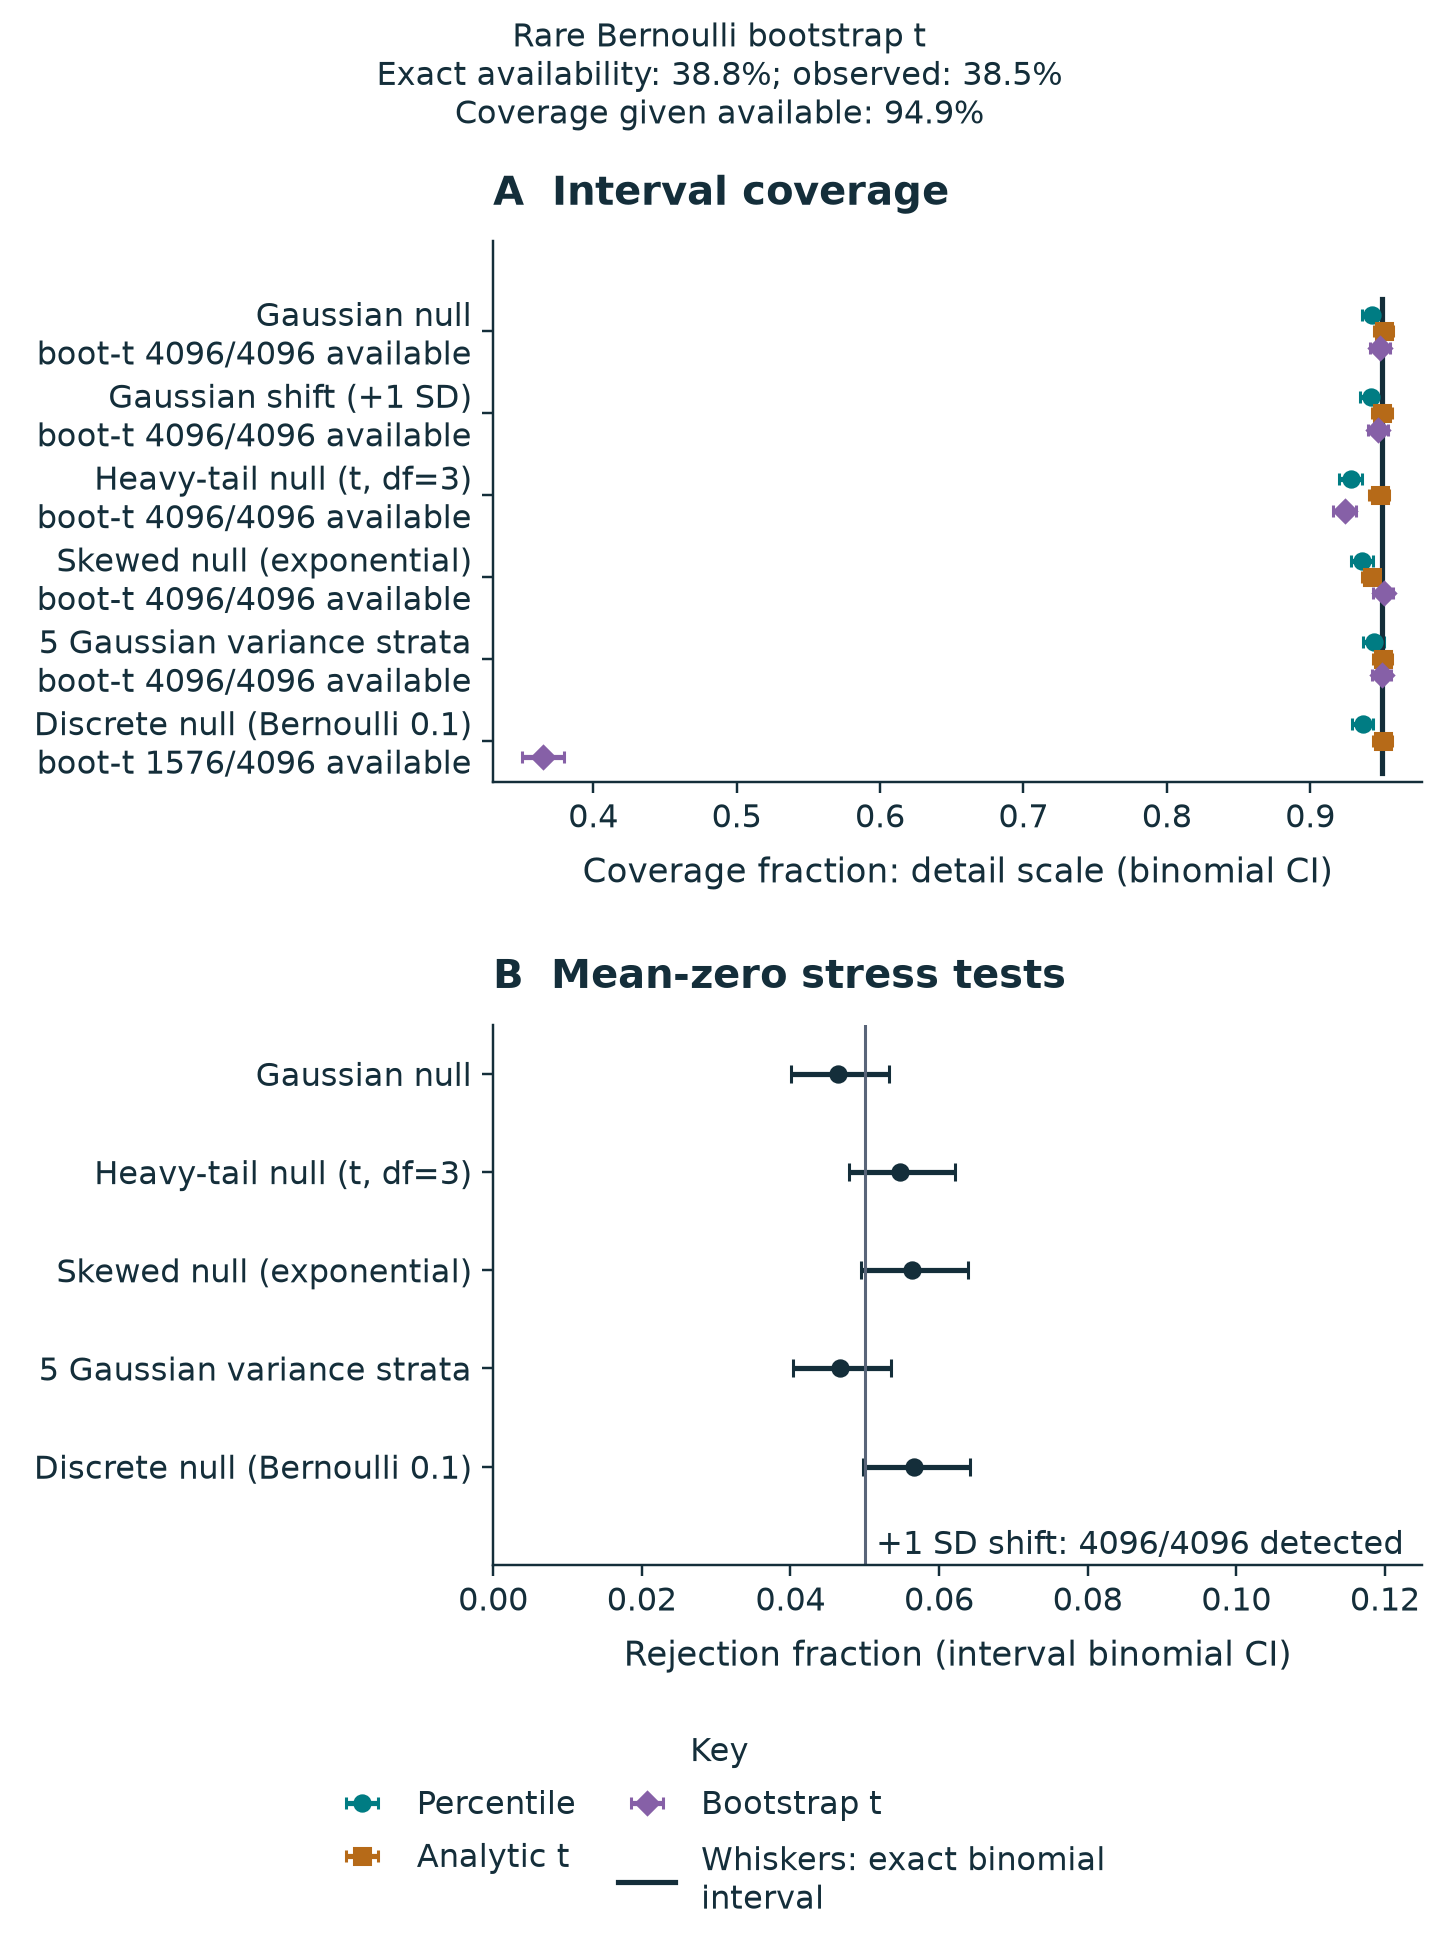 Rare Bernoulli bootstrap t
Exact availability: 38.8%; observed: 38.5%
Coverage given available: 94.9%
A  Interval coverage
Gaussian null
boot-t 4096/4096 available
Gaussian shift (+1 SD)
boot-t 4096/4096 available
Heavy-tail null (t, df=3)
boot-t 4096/4096 available
Skewed null (exponential)
boot-t 4096/4096 available
5 Gaussian variance strata
boot-t 4096/4096 available
Discrete null (Bernoulli 0.1)
boot-t 1576/4096 available
0.4 0.5 0.6 0.7 0.8 0.9
Coverage fraction: detail scale (binomial CI)
B  Mean-zero stress tests
Gaussian null
Heavy-tail null (t, df=3)
Skewed null (exponential)
5 Gaussian variance strata
Discrete null (Bernoulli 0.1)
+1 SD shift: 4096/4096 detected
0.00 0.02 0.04 0.06 0.08 0.10 0.12
Rejection fraction (interval binomial CI)
Key
Percentile
Analytic t
Bootstrap t
Whiskers: exact binomial
interval